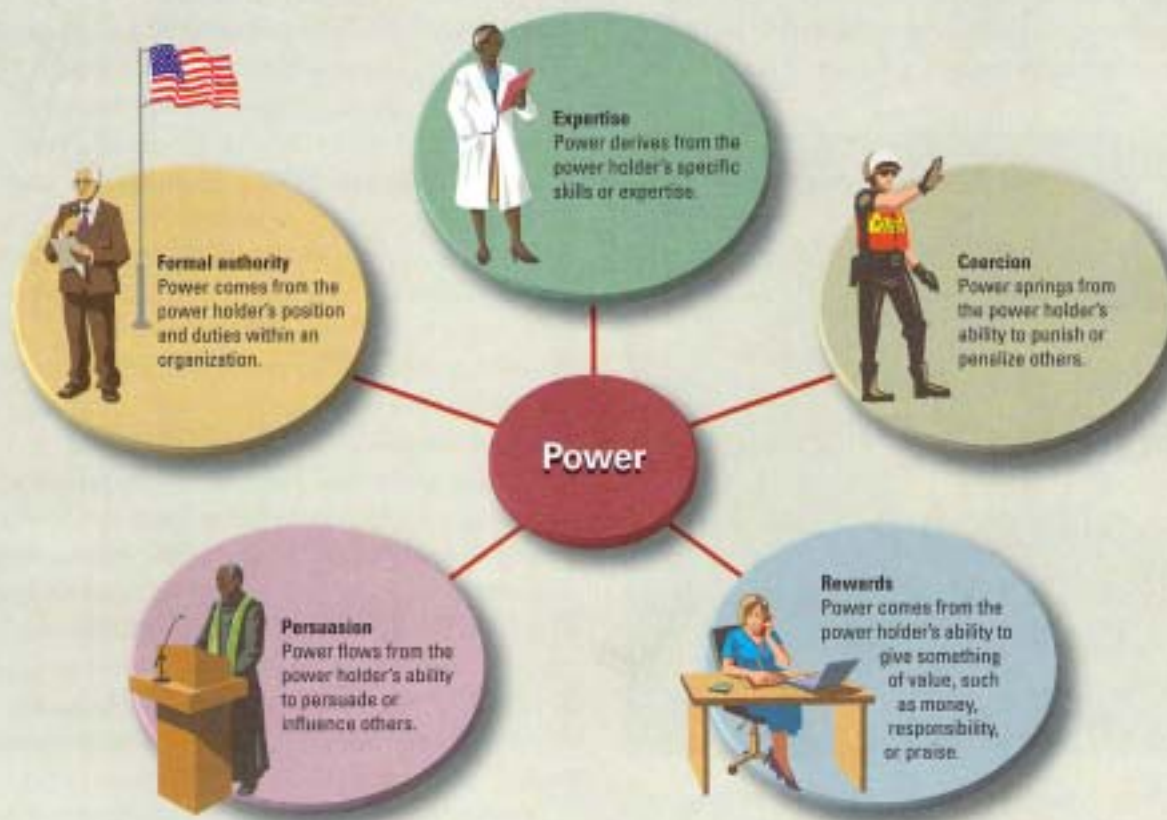 Expertise
Power derives from the
power holder's specific
skills or expertise.
Formal authority
Power comes from the
power holder's position
and duties within an
organization.
Coercion
Power springs from
the power holder's
ability to punish or
penalize others.
Power
Persuasion
Power flows from the
power holder's ability
to persuade or
influence others.
Rewards
Power comes from the
power holder's ability to
give something
of value, such
as money,
responsibility,
or praise.